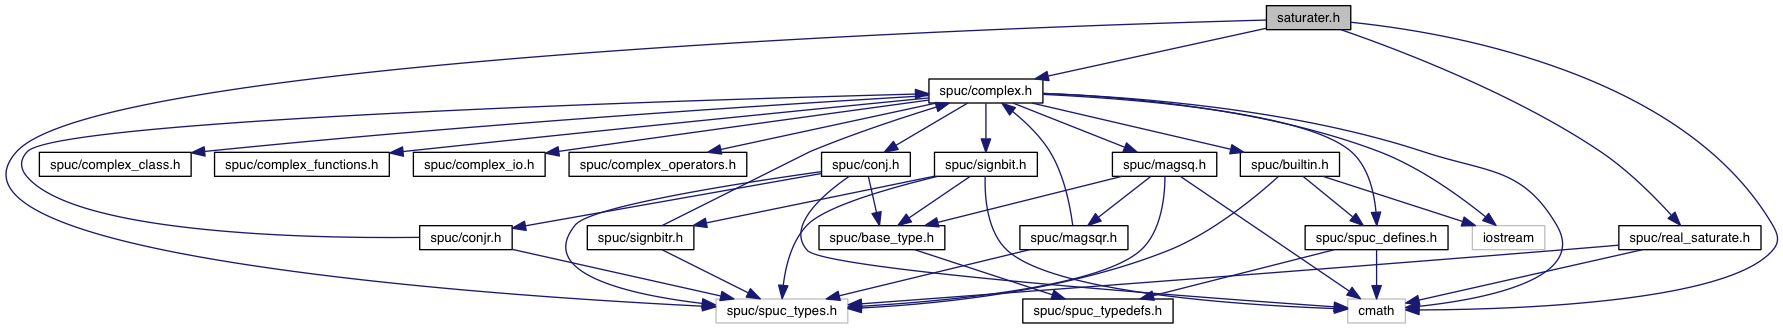 saturater.h
spuc/complex.h
spuc/complex_class.h
spuc/complex_functions.h
spuc/complex_io.h
spuc/complex_operators.h
spuc/conj.h
spuc/signbit.h
spuc/magsq.h
spuc/builtin.h
spuc/conjr.h
spuc/signbitr.h
spuc/base_type.h
spuc/magsqr.h
spuc/spuc_defines.h
iostream
spuc/real_saturate.h
spuc/spuc_types.h
spuc/spuc_typedefs.h
cmath